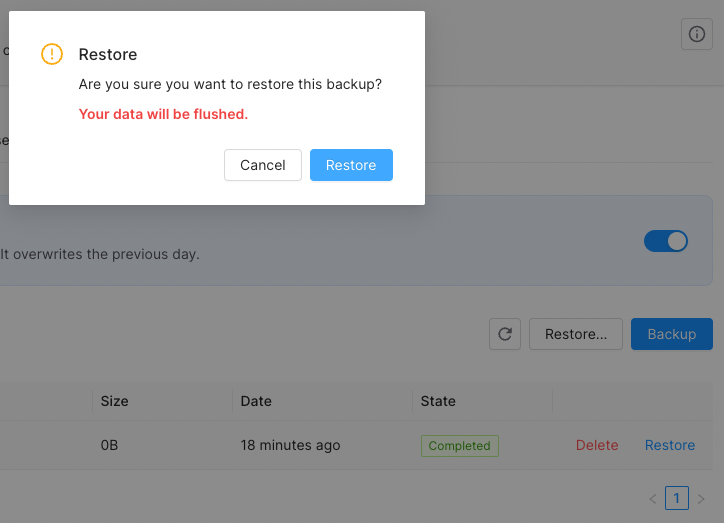 Restore
Are you sure you want to restore this backup?
Your data will be flushed.
Cancel Restore
It overwrites the previous day.
Restore... Backup
Size Date State
0B 18 minutes ago Completed Delete Restore
< 1 >